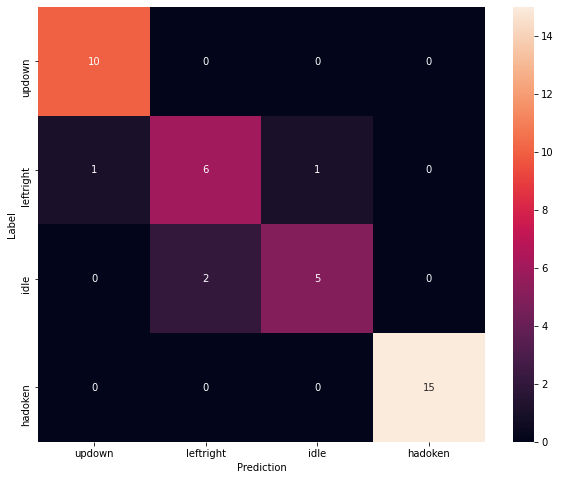 updown 10 0 0 0
leftright 1 6 1 0
idle 0 2 5 0
hadoken 0 0 0 15
Label
updown leftright idle hadoken
Prediction
14
12
10
8
6
4
2
0